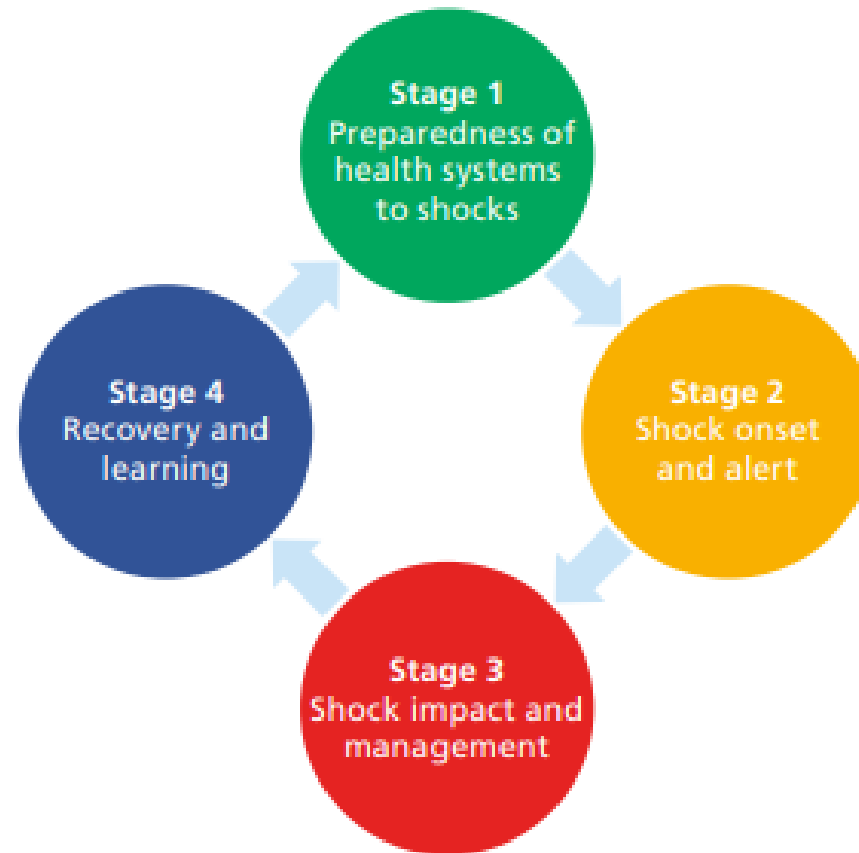 Stage 1
Preparedness of
health systems
to shocks
Stage 2
Shock onset
and alert
Stage 3
Shock impact and
management
Stage 4
Recovery and
learning